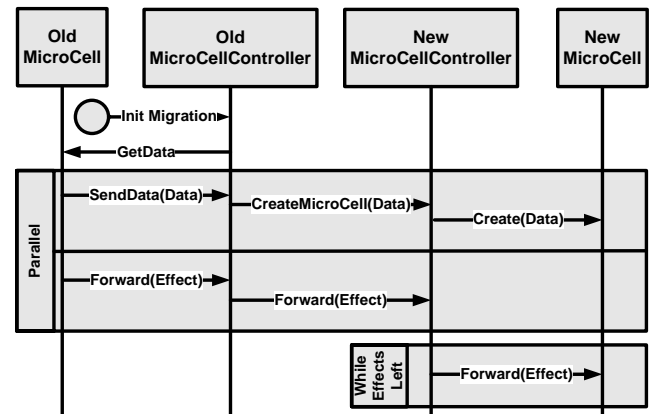 Old
MicroCell
Old
MicroCellController
New
MicroCellController
New
MicroCell
Init Migration
GetData
Parallel
SendData(Data)
CreateMicroCell(Data)
Create(Data)
Forward(Effect)
Forward(Effect)
While
Effects
Left
Forward(Effect)